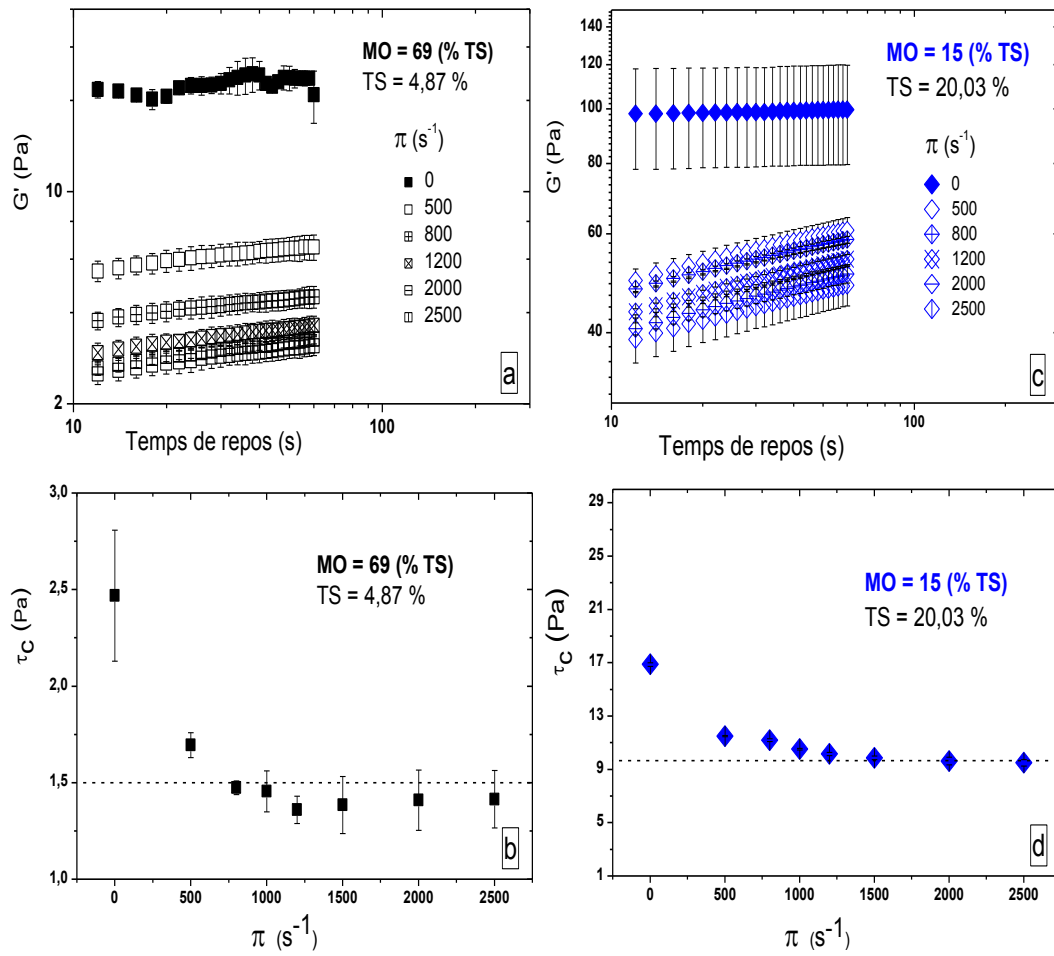 MO = 69 (% TS)
TS = 4,87 %
π (s-1)
0
500
800
1200
2000
2500
G' (Pa)
10
2
10
100
Temps de repos (s)
a
MO = 15 (% TS)
TS = 20,03 %
π (s-1)
0
500
800
1200
2000
2500
G' (Pa)
140
120
100
80
60
40
10
100
Temps de repos (s)
c
MO = 69 (% TS)
TS = 4,87 %
τC (Pa)
3,0
2,5
2,0
1,5
1,0
0
500
1000
1500
2000
2500
π (s-1)
b
MO = 15 (% TS)
TS = 20,03 %
τC (Pa)
29
25
21
17
13
9
5
1
0
500
1000
1500
2000
2500
π (s-1)
d